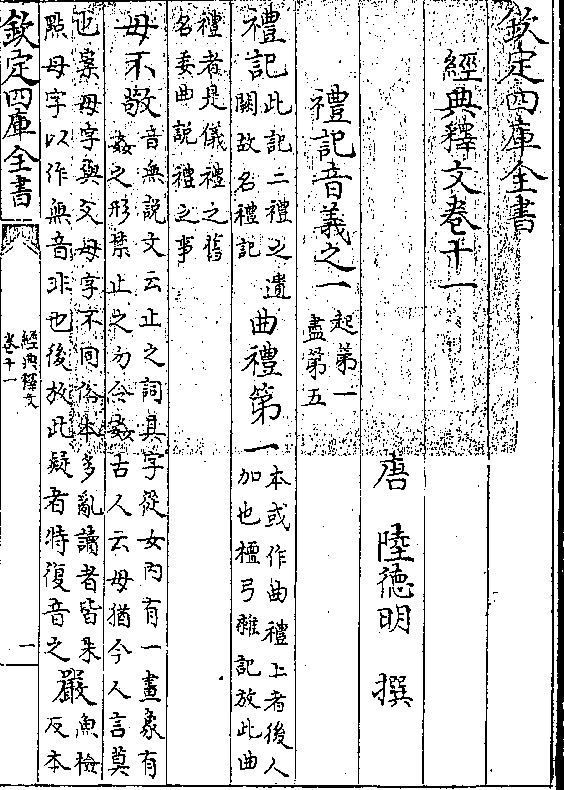 欽定四庫全書
經典釋文卷十一
唐 陸徳明 撰
禮記音義之一 起第一
盡第五
禮記 此記二禮之遺
闕故名禮記
曲禮第一 本或作曲禮上者後人
加也檀弓雜記放此曲
禮者是儀禮之舊
名委曲説禮之事
毋不敬 音無説文云止之詞其字從女内有一畫象有
姦之形禁止之勿令姦古人云毋猶今人言莫
也案毋字與父母字不同俗本多亂讀者皆朱
點母字以作無音非也後放此疑者特復音之
嚴 魚檢
反本
欽定四庫全書
經典釋文
卷十一
一